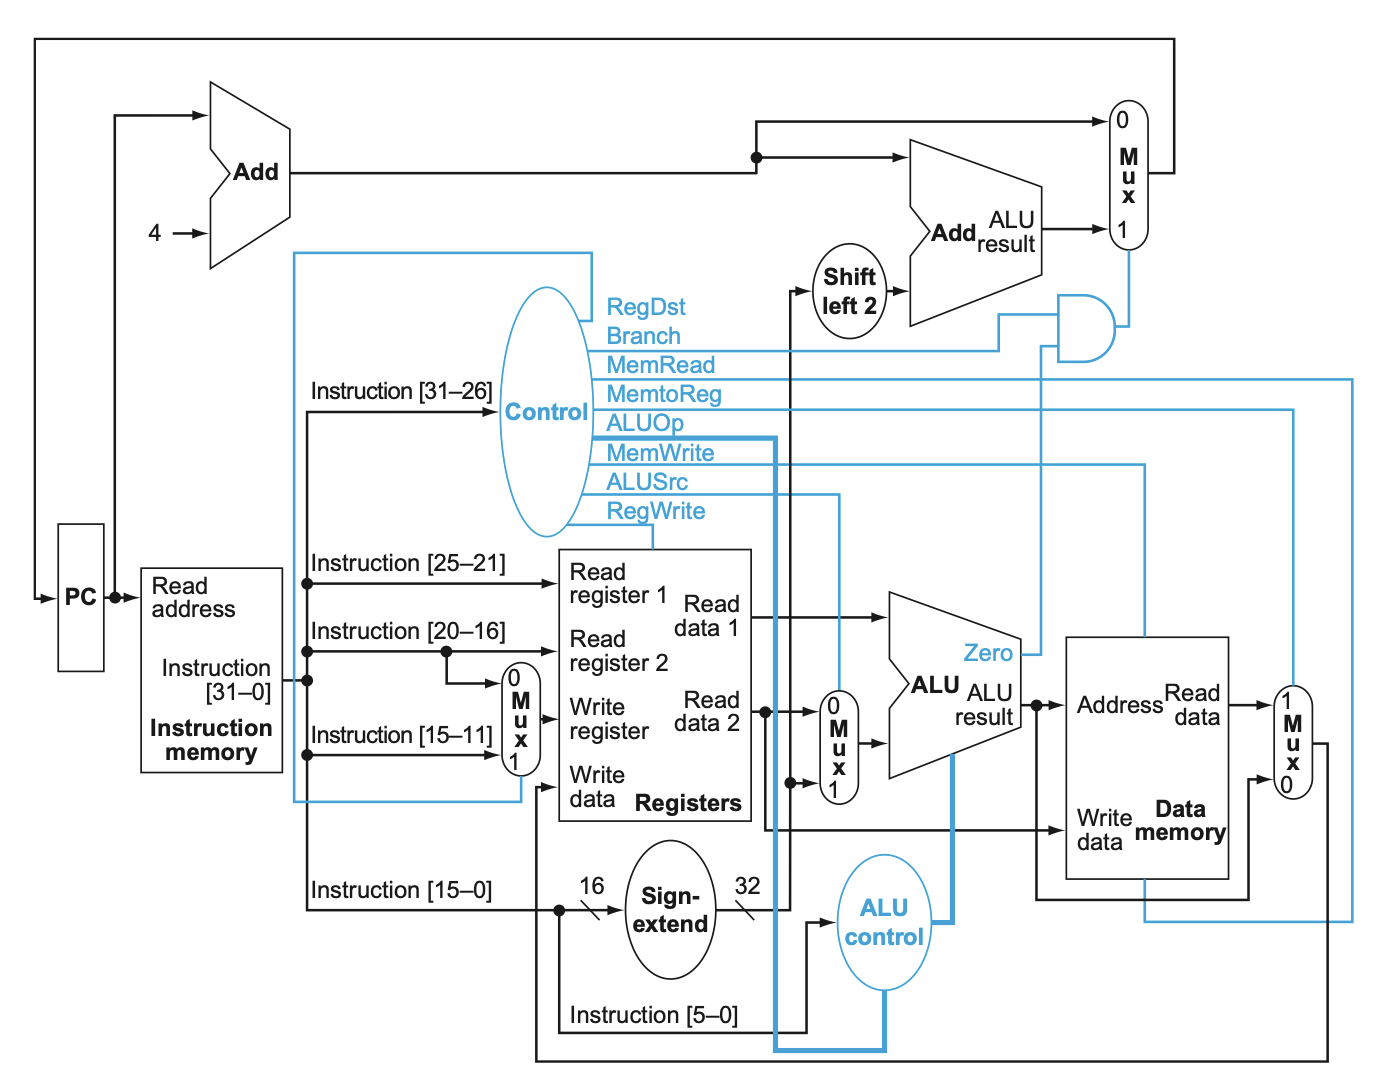 0
M
u
x
1
Add
4
ALU
Add result
Shift
left 2
RegDst
Branch
MemRead
MemtoReg
ALUOp
MemWrite
ALUSrc
RegWrite
Instruction [31–26]
Control
Instruction [25–21]
Instruction [20–16]
Instruction [15–11]
Instruction [15–0]
Instruction [5–0]
PC
Read
address
Instruction
[31–0]
Instruction
memory
0
M
u
x
1
Read
register 1
Read
data 1
Read
register 2
Read
data 2
Write
register
Write
data
Registers
0
M
u
x
1
Zero
ALU
ALU
result
Address
Read
data
Write
data
Data
memory
1
M
u
x
0
16
Sign-
extend
32
ALU
control